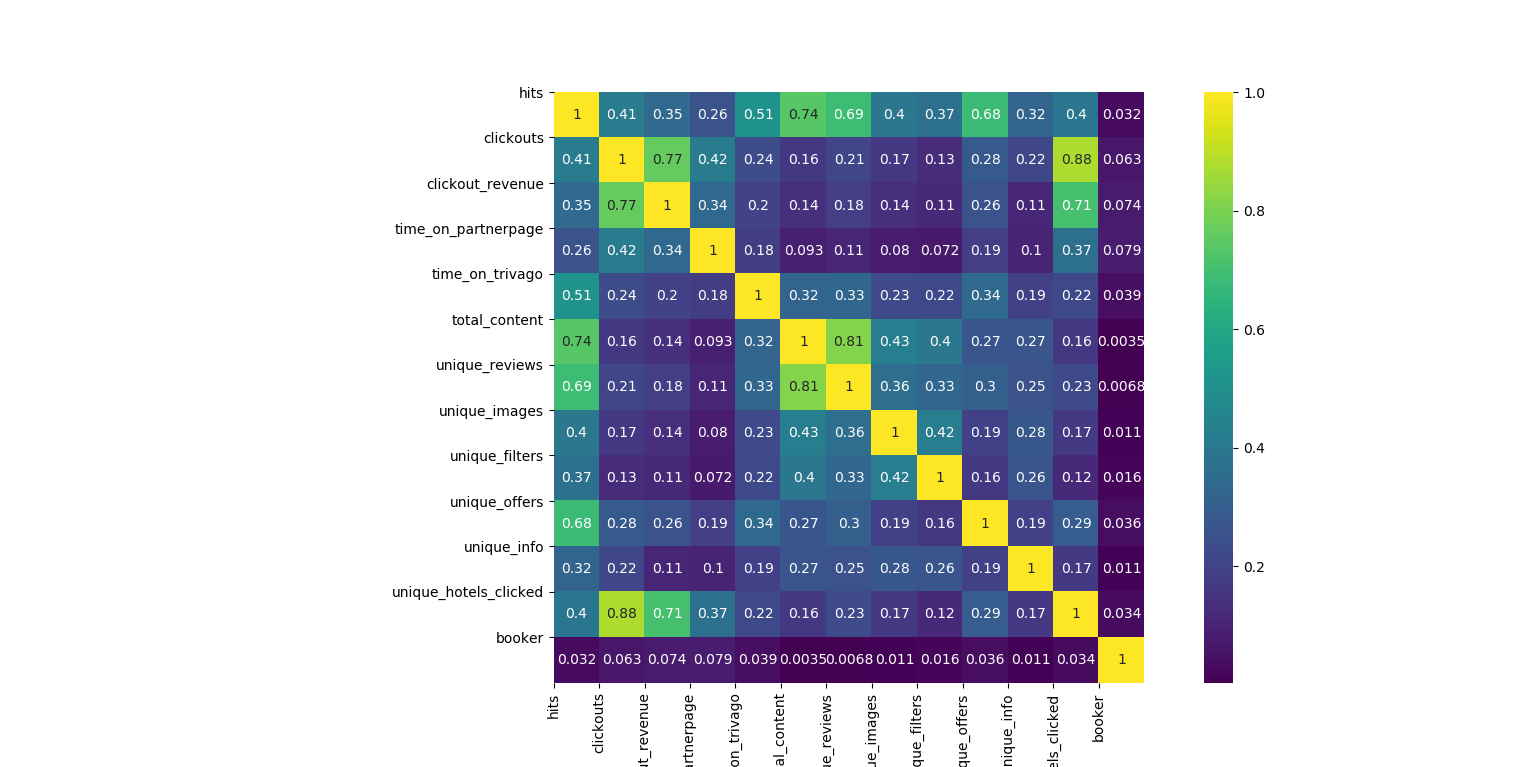 hits
1 0.41 0.35 0.26 0.51 0.74 0.69 0.4 0.37 0.68 0.32 0.4 0.032
clickouts
0.41 1 0.77 0.42 0.24 0.16 0.21 0.17 0.13 0.28 0.22 0.88 0.063
clickout_revenue
0.35 0.77 1 0.34 0.2 0.14 0.18 0.14 0.11 0.26 0.11 0.71 0.074
time_on_partnerpage
0.26 0.42 0.34 1 0.18 0.093 0.11 0.08 0.072 0.19 0.1 0.37 0.079
time_on_trivago
0.51 0.24 0.2 0.18 1 0.32 0.33 0.23 0.22 0.34 0.19 0.22 0.039
total_content
0.74 0.16 0.14 0.093 0.32 1 0.81 0.43 0.4 0.27 0.27 0.16 0.0035
unique_reviews
0.69 0.21 0.18 0.11 0.33 0.81 1 0.36 0.33 0.3 0.25 0.23 0.0068
unique_images
0.4 0.17 0.14 0.08 0.23 0.43 0.36 1 0.42 0.19 0.28 0.17 0.011
unique_filters
0.37 0.13 0.11 0.072 0.22 0.4 0.33 0.42 1 0.16 0.26 0.12 0.016
unique_offers
0.68 0.28 0.26 0.19 0.34 0.27 0.3 0.19 0.16 1 0.19 0.29 0.036
unique_info
0.32 0.22 0.11 0.1 0.19 0.27 0.25 0.28 0.26 0.19 1 0.17 0.011
unique_hotels_clicked
0.4 0.88 0.71 0.37 0.22 0.16 0.23 0.17 0.12 0.29 0.17 1 0.034
booker
0.032 0.063 0.074 0.079 0.039 0.0035 0.0068 0.011 0.016 0.036 0.011 0.034 1
hits
clickouts
ut_revenue
artnerpage
on_trivago
al_content
ue_reviews
ue_images
que_filters
que_offers
nique_info
els_clicked
booker
1.0
0.8
0.6
0.4
0.2